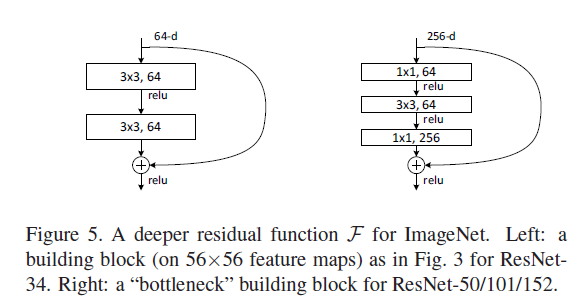 64-d
3x3, 64
relu
3x3, 64
+
relu
256-d
1x1, 64
relu
3x3, 64
relu
1x1, 256
+
relu
Figure 5. A deeper residual function F for ImageNet. Left: a
building block (on 56×56 feature maps) as in Fig. 3 for ResNet-
34. Right: a “bottleneck” building block for ResNet-50/101/152.